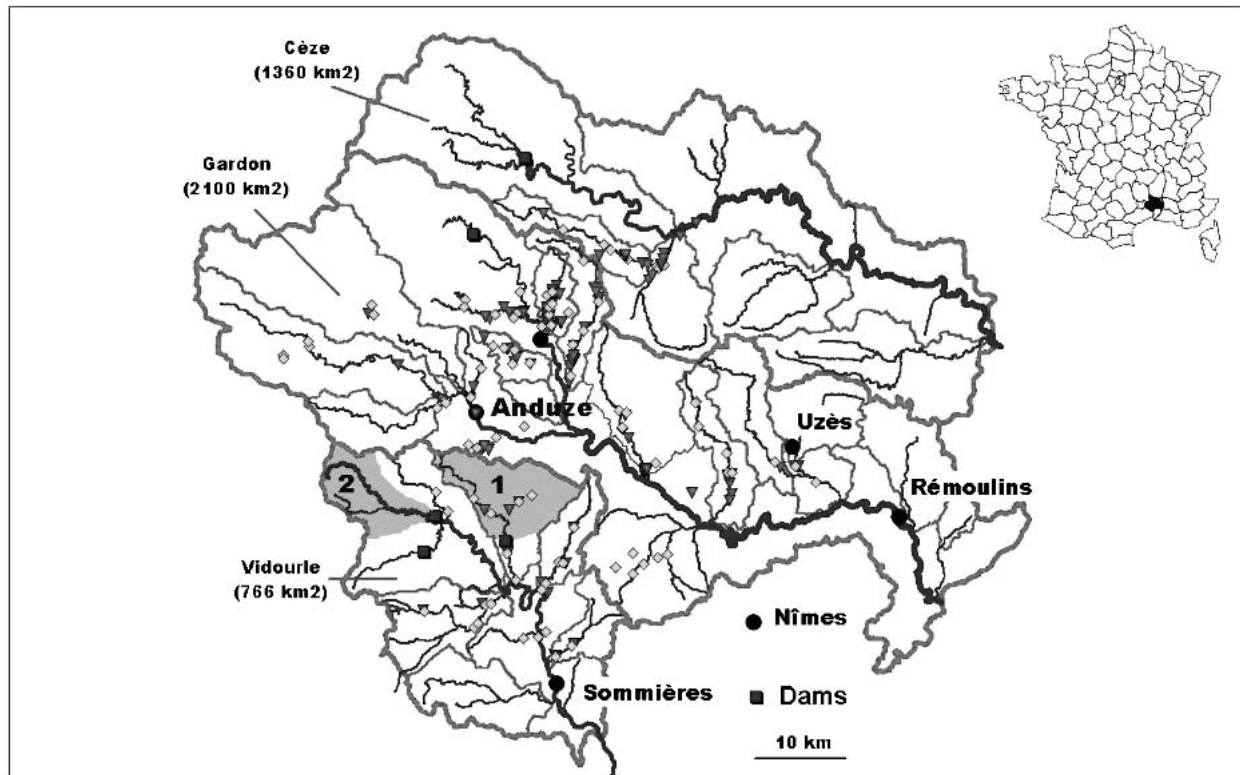 Cèze
(1360 km2)
Gardon
(2100 km2)
Anduze
Uzès
2
1
Rémoulins
Vidourle
(766 km2)
Nîmes
Sommières
Dams
10 km